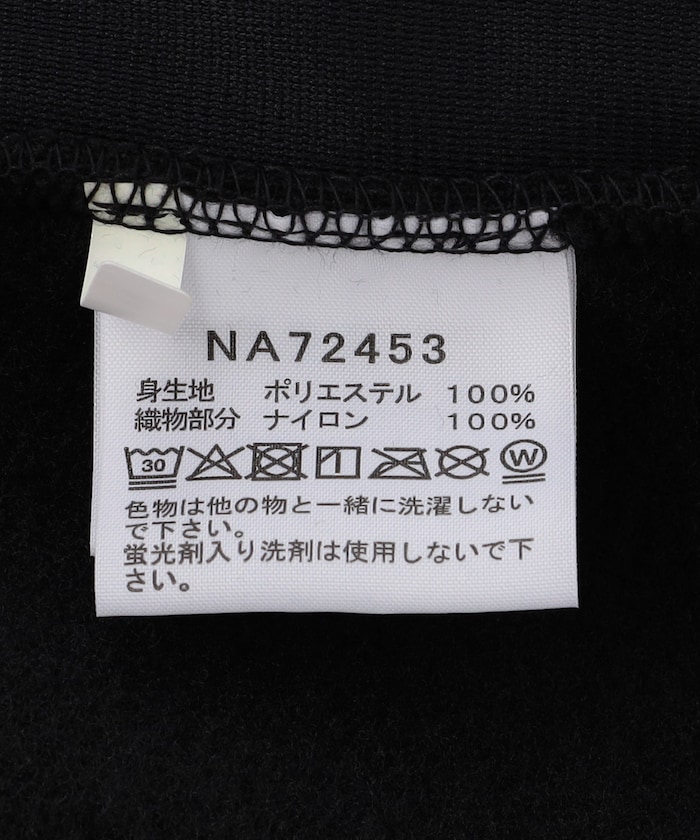 NA72453
身生地 ポリエステル 100%
織物部分 ナイロン 100%
30 W
色物は他の物と一緒に洗濯しない
で下さい。
蛍光剤入り洗剤は使用しないで下
さい。